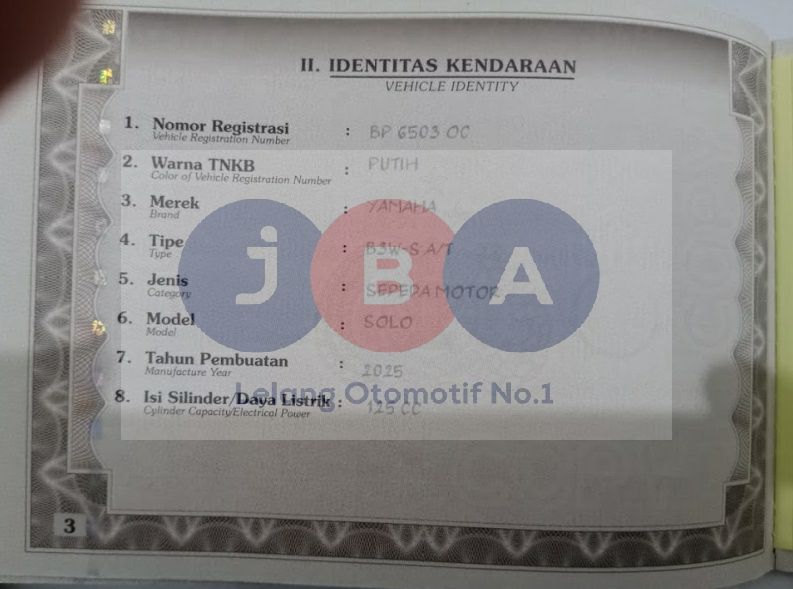 II. IDENTITAS KENDARAAN
VEHICLE IDENTITY
1. Nomor Registrasi : BP 6503 OC
Vehicle Registration Number
2. Warna TNKB : PUTIH
Color of Vehicle Registration Number
3. Merek : YAMAHA
Brand
4. Tipe : B3W-S A/T
Type
5. Jenis : SEPEDA MOTOR
Category
6. Model : SOLO
Model
7. Tahun Pembuatan : 2025
Manufacture Year
8. Isi Silinder/Daya Listrik : 125 CC
Cylinder Capacity/Electrical Power
JBA
Lelang Otomotif No.1
3